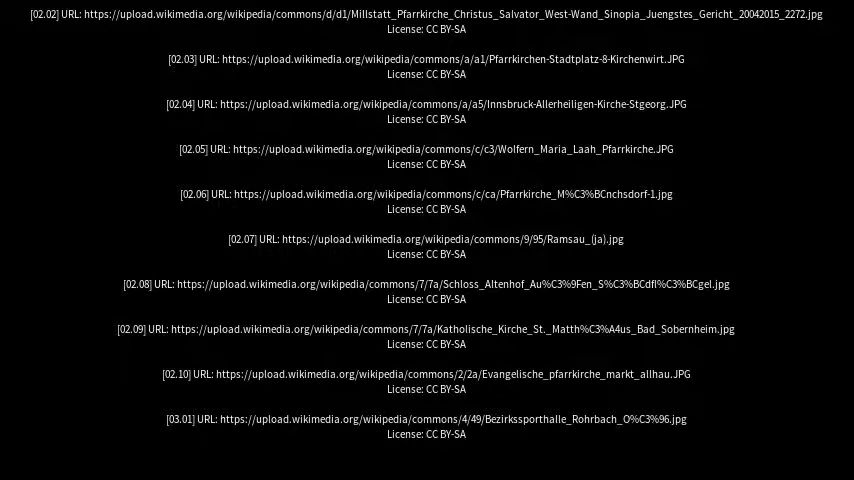 [02.02] URL: https://upload.wikimedia.org/wikipedia/commons/d/d1/Millstatt_Pfarrkirche_Christus_Salvator_West-Wand_Sinopia_Juengstes_Gericht_20042015_2272.jpg
License: CC BY-SA
[02.03] URL: https://upload.wikimedia.org/wikipedia/commons/a/a1/Pfarrkirchen-Stadtplatz-8-Kirchenwirt.JPG
License: CC BY-SA
[02.04] URL: https://upload.wikimedia.org/wikipedia/commons/a/a5/Innsbruck-Allerheiligen-Kirche-Stgeorg.JPG
License: CC BY-SA
[02.05] URL: https://upload.wikimedia.org/wikipedia/commons/c/c3/Wolfern_Maria_Laah_Pfarrkirche.JPG
License: CC BY-SA
[02.06] URL: https://upload.wikimedia.org/wikipedia/commons/c/ca/Pfarrkirche_M%C3%BCnchsdorf-1.jpg
License: CC BY-SA
[02.07] URL: https://upload.wikimedia.org/wikipedia/commons/9/95/Ramsau_(ja).jpg
License: CC BY-SA
[02.08] URL: https://upload.wikimedia.org/wikipedia/commons/7/7a/Schloss_Altenhof_Au%C3%9Fen_S%C3%BCdfl%C3%BCgel.jpg
License: CC BY-SA
[02.09] URL: https://upload.wikimedia.org/wikipedia/commons/7/7a/Katholische_Kirche_St._Matth%C3%A4us_Bad_Sobernheim.jpg
License: CC BY-SA
[02.10] URL: https://upload.wikimedia.org/wikipedia/commons/2/2a/Evangelische_pfarrkirche_markt_allhau.JPG
License: CC BY-SA
[03.01] URL: https://upload.wikimedia.org/wikipedia/commons/4/49/Bezirkssporthalle_Rohrbach_O%C3%96.jpg
License: CC BY-SA